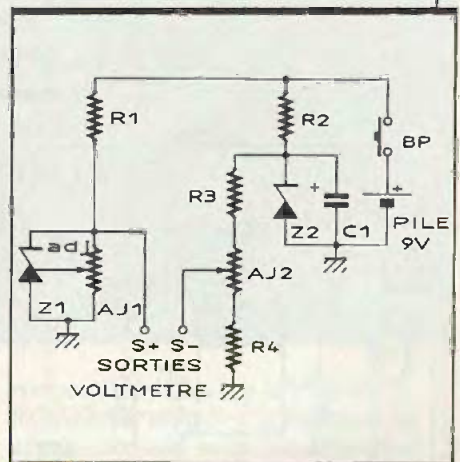 R1
R2
BP
+
+
R3
Z2
C1
PILE
9V
adj
AJ2
Z1
AJ1
S+ S-
R4
SORTIES
VOLTMETRE